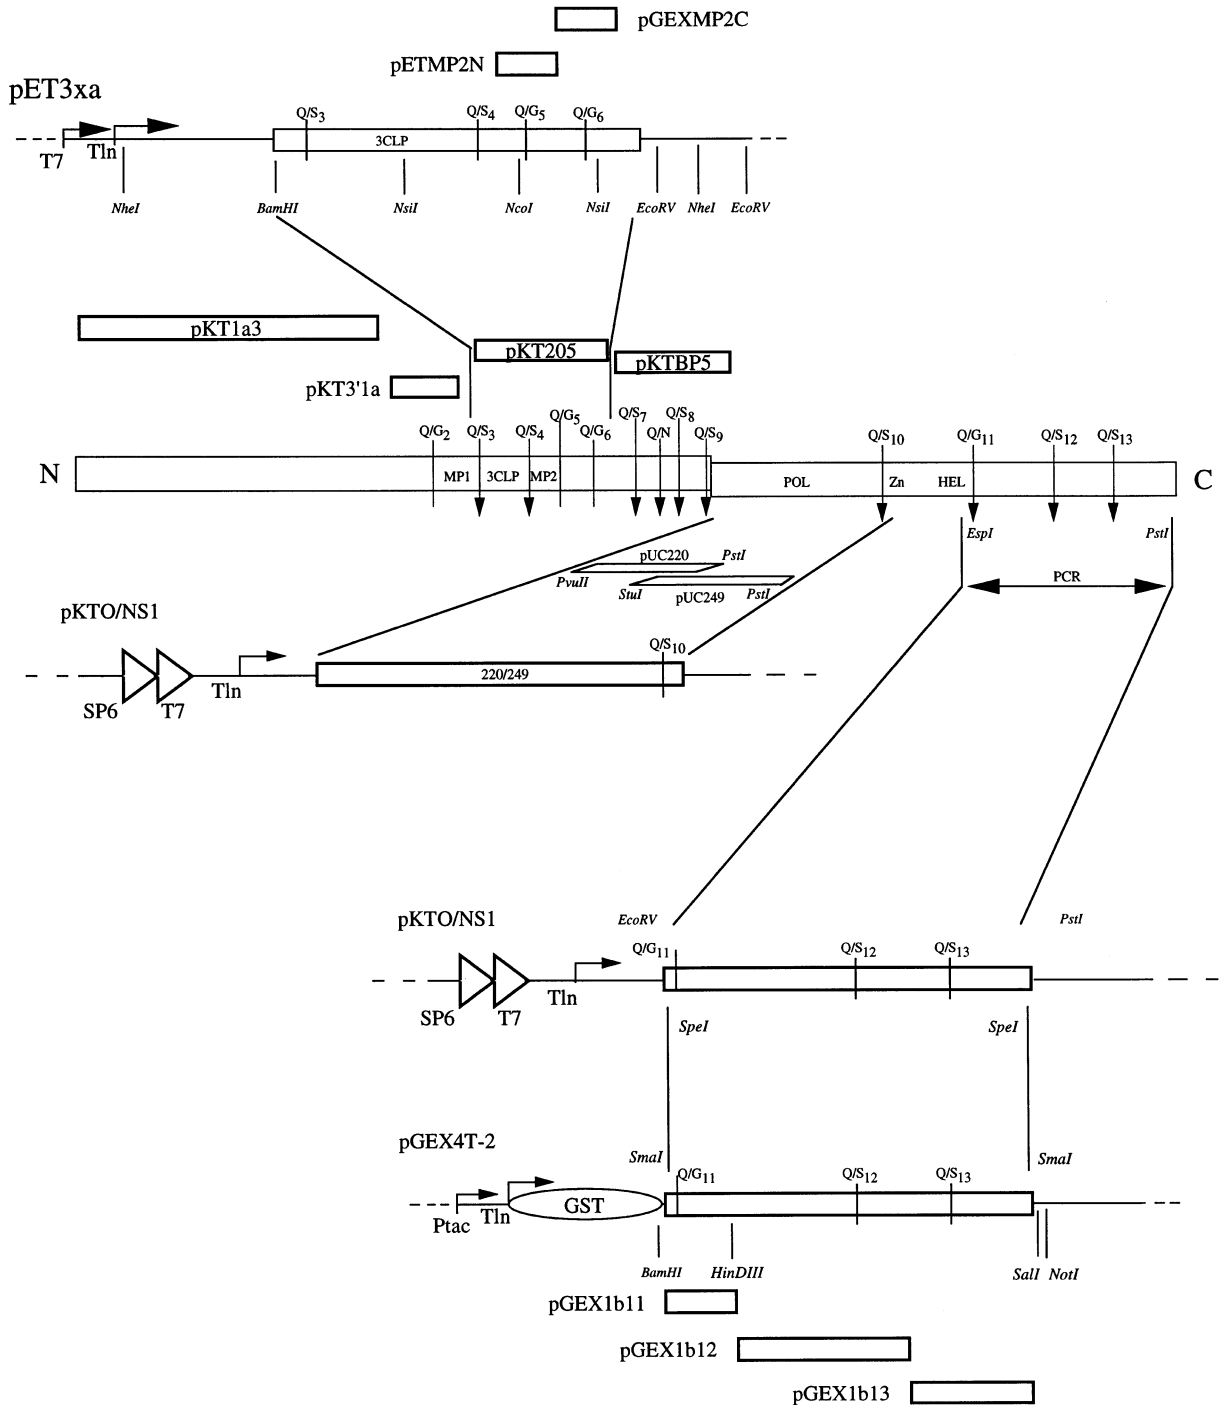 pGEXMP2C
pETMP2N
pET3xa
Q/S3 Q/S4 Q/G5 Q/G6
3CLP
T7 Tln
NheI BamHI NsiI NcoI NsiI EcoRV NheI EcoRV
pKT1a3
pKT205
pKTBP5
pKT3'1a
Q/G2 Q/S3 Q/S4 Q/G5 Q/G6 Q/S7 Q/N Q/S8 Q/S9 Q/S10 Q/G11 Q/S12 Q/S13
N MP1 3CLP MP2 POL Zn HEL C
EspI PstI
pUC220 PstI
PvuII
StuI pUC249 PstI
PCR
pKTO/NS1
Q/S10
220/249
Tln
SP6 T7
EcoRV PstI
pKTO/NS1
Q/G11 Q/S12 Q/S13
Tln
SP6 T7
SpeI SpeI
pGEX4T-2
SmaI SmaI
Q/G11 Q/S12 Q/S13
GST
Ptac Tln
BamHI HinDIII SalI NotI
pGEX1b11
pGEX1b12
pGEX1b13